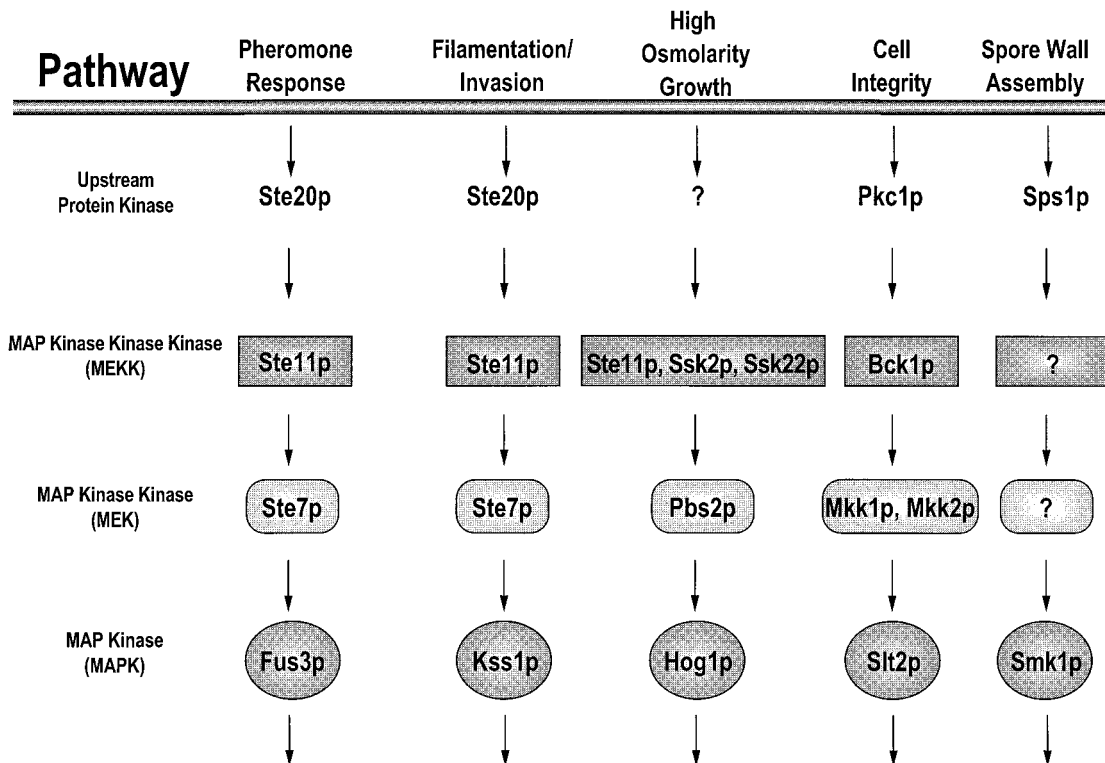 Pathway
Pheromone
Response
Filamentation/
Invasion
High
Osmolarity
Growth
Cell
Integrity
Spore Wall
Assembly
Upstream
Protein Kinase
Ste20p
Ste20p
?
Pkc1p
Sps1p
MAP Kinase Kinase Kinase
(MEKK)
Ste11p
Ste11p
Ste11p, Ssk2p, Ssk22p
Bck1p
?
MAP Kinase Kinase
(MEK)
Ste7p
Ste7p
Pbs2p
Mkk1p, Mkk2p
?
MAP Kinase
(MAPK)
Fus3p
Kss1p
Hog1p
Slt2p
Smk1p